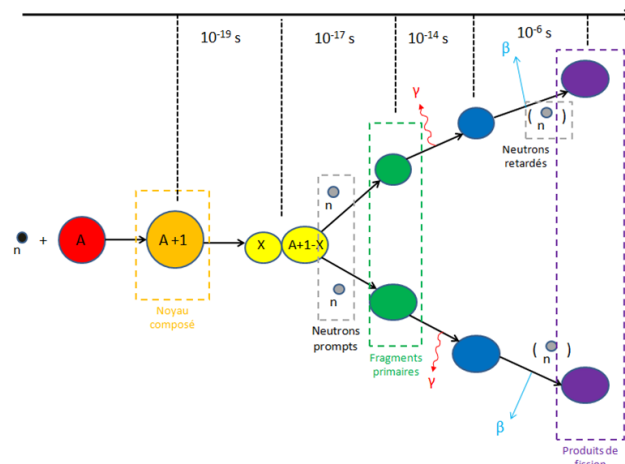 10⁻¹⁹ s
10⁻¹⁷ s
10⁻¹⁴ s
10⁻⁶ s
β
γ
( n )
Neutrons
retardés
n
n + A
A +1
X
A+1-X
n
Noyau
composé
Neutrons
prompts
Fragments
primaires
γ
( n )
β
Produits de
fission